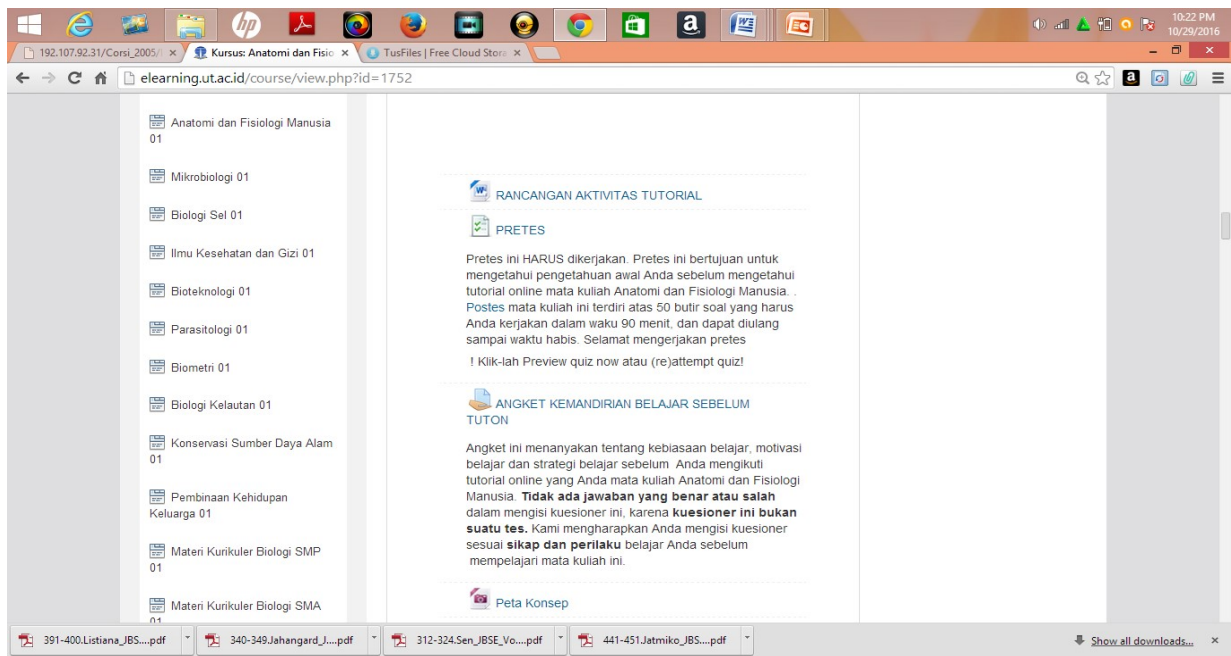 10:22 PM
10/29/2016
192.107.92.31/Corsi_2005/
Kursus: Anatomi dan Fisio
TusFiles | Free Cloud Stora
elearning.ut.ac.id/course/view.php?id=1752
Anatomi dan Fisiologi Manusia
01
Mikrobiologi 01
Biologi Sel 01
Ilmu Kesehatan dan Gizi 01
Bioteknologi 01
Parasitologi 01
Biometri 01
Biologi Kelautan 01
Konservasi Sumber Daya Alam
01
Pembinaan Kehidupan
Keluarga 01
Materi Kurikuler Biologi SMP
01
Materi Kurikuler Biologi SMA
01
RANCANGAN AKTIVITAS TUTORIAL
PRETES
Pretes ini HARUS dikerjakan. Pretes ini bertujuan untuk
mengetahui pengetahuan awal Anda sebelum mengetahui
tutorial online mata kuliah Anatomi dan Fisiologi Manusia. .
Postes mata kuliah ini terdiri atas 50 butir soal yang harus
Anda kerjakan dalam waku 90 menit, dan dapat diulang
sampai waktu habis. Selamat mengerjakan pretes
! Klik-lah Preview quiz now atau (re)attempt quiz!
ANGKET KEMANDIRIAN BELAJAR SEBELUM
TUTON
Angket ini menanyakan tentang kebiasaan belajar, motivasi
belajar dan strategi belajar sebelum Anda mengikuti
tutorial online yang Anda mata kuliah Anatomi dan Fisiologi
Manusia. Tidak ada jawaban yang benar atau salah
dalam mengisi kuesioner ini, karena kuesioner ini bukan
suatu tes. Kami mengharapkan Anda mengisi kuesioner
sesuai sikap dan perilaku belajar Anda sebelum
mempelajari mata kuliah ini.
Peta Konsep
391-400.Listiana_JBS....pdf
340-349.Jahangard_J....pdf
312-324.Sen_JBSE_Vo....pdf
441-451.Jatmiko_JBS....pdf
Show all downloads...